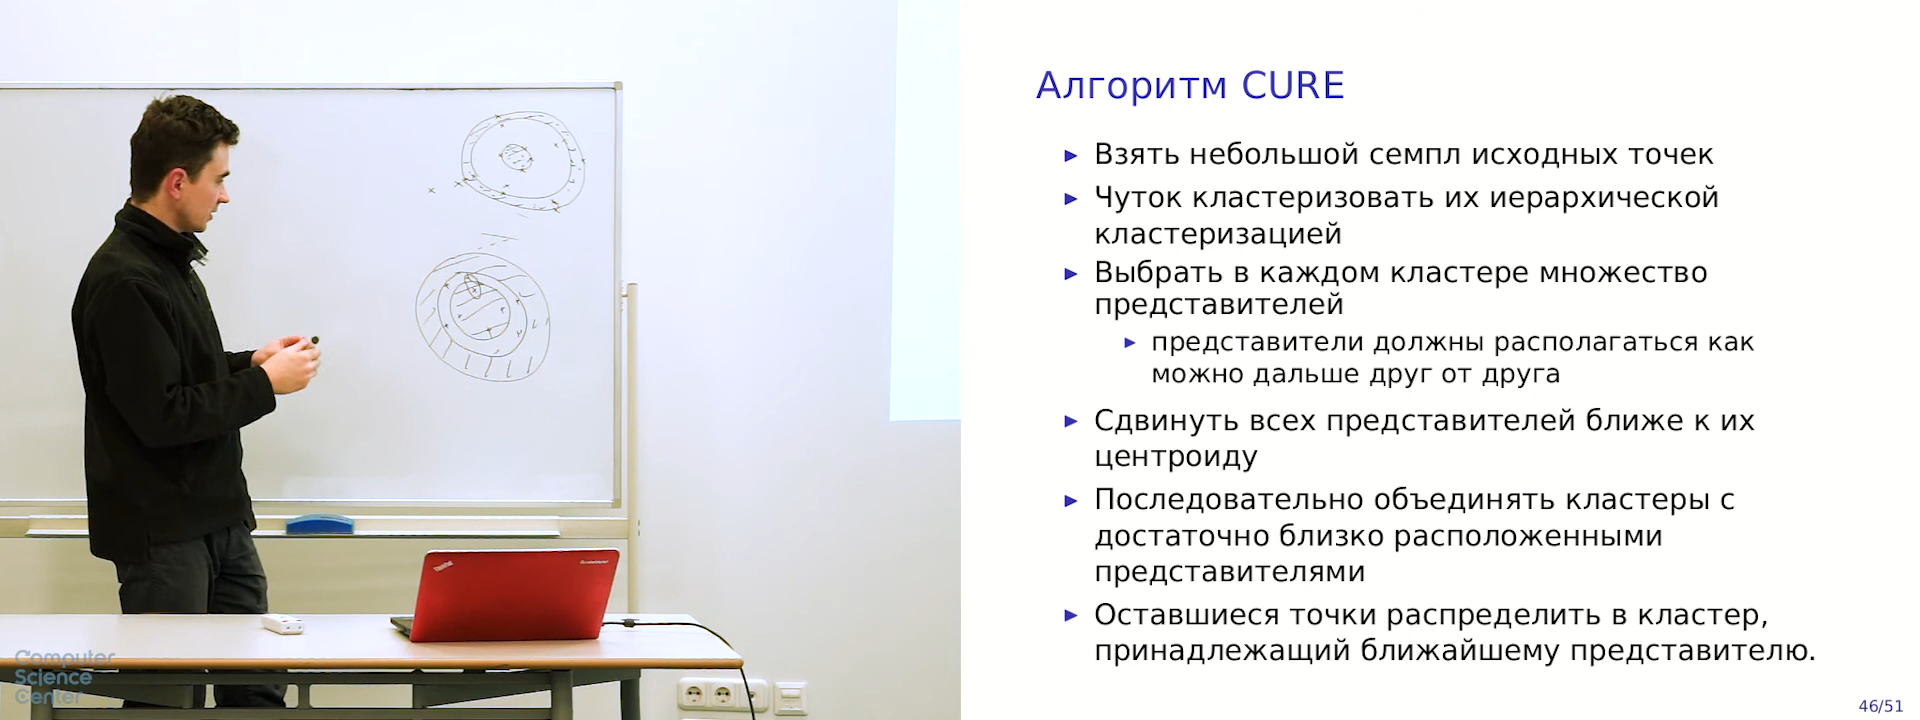 Алгоритм CURE
▸ Взять небольшой семпл исходных точек
▸ Чуток кластеризовать их иерархической
кластеризацией
▸ Выбрать в каждом кластере множество
представителей
▸ представители должны располагаться как
можно дальше друг от друга
▸ Сдвинуть всех представителей ближе к их
центроиду
▸ Последовательно объединять кластеры с
достаточно близко расположенными
представителями
▸ Оставшиеся точки распределить в кластер,
принадлежащий ближайшему представителю.
46/51
ThinkPad
Computer
Science
Center